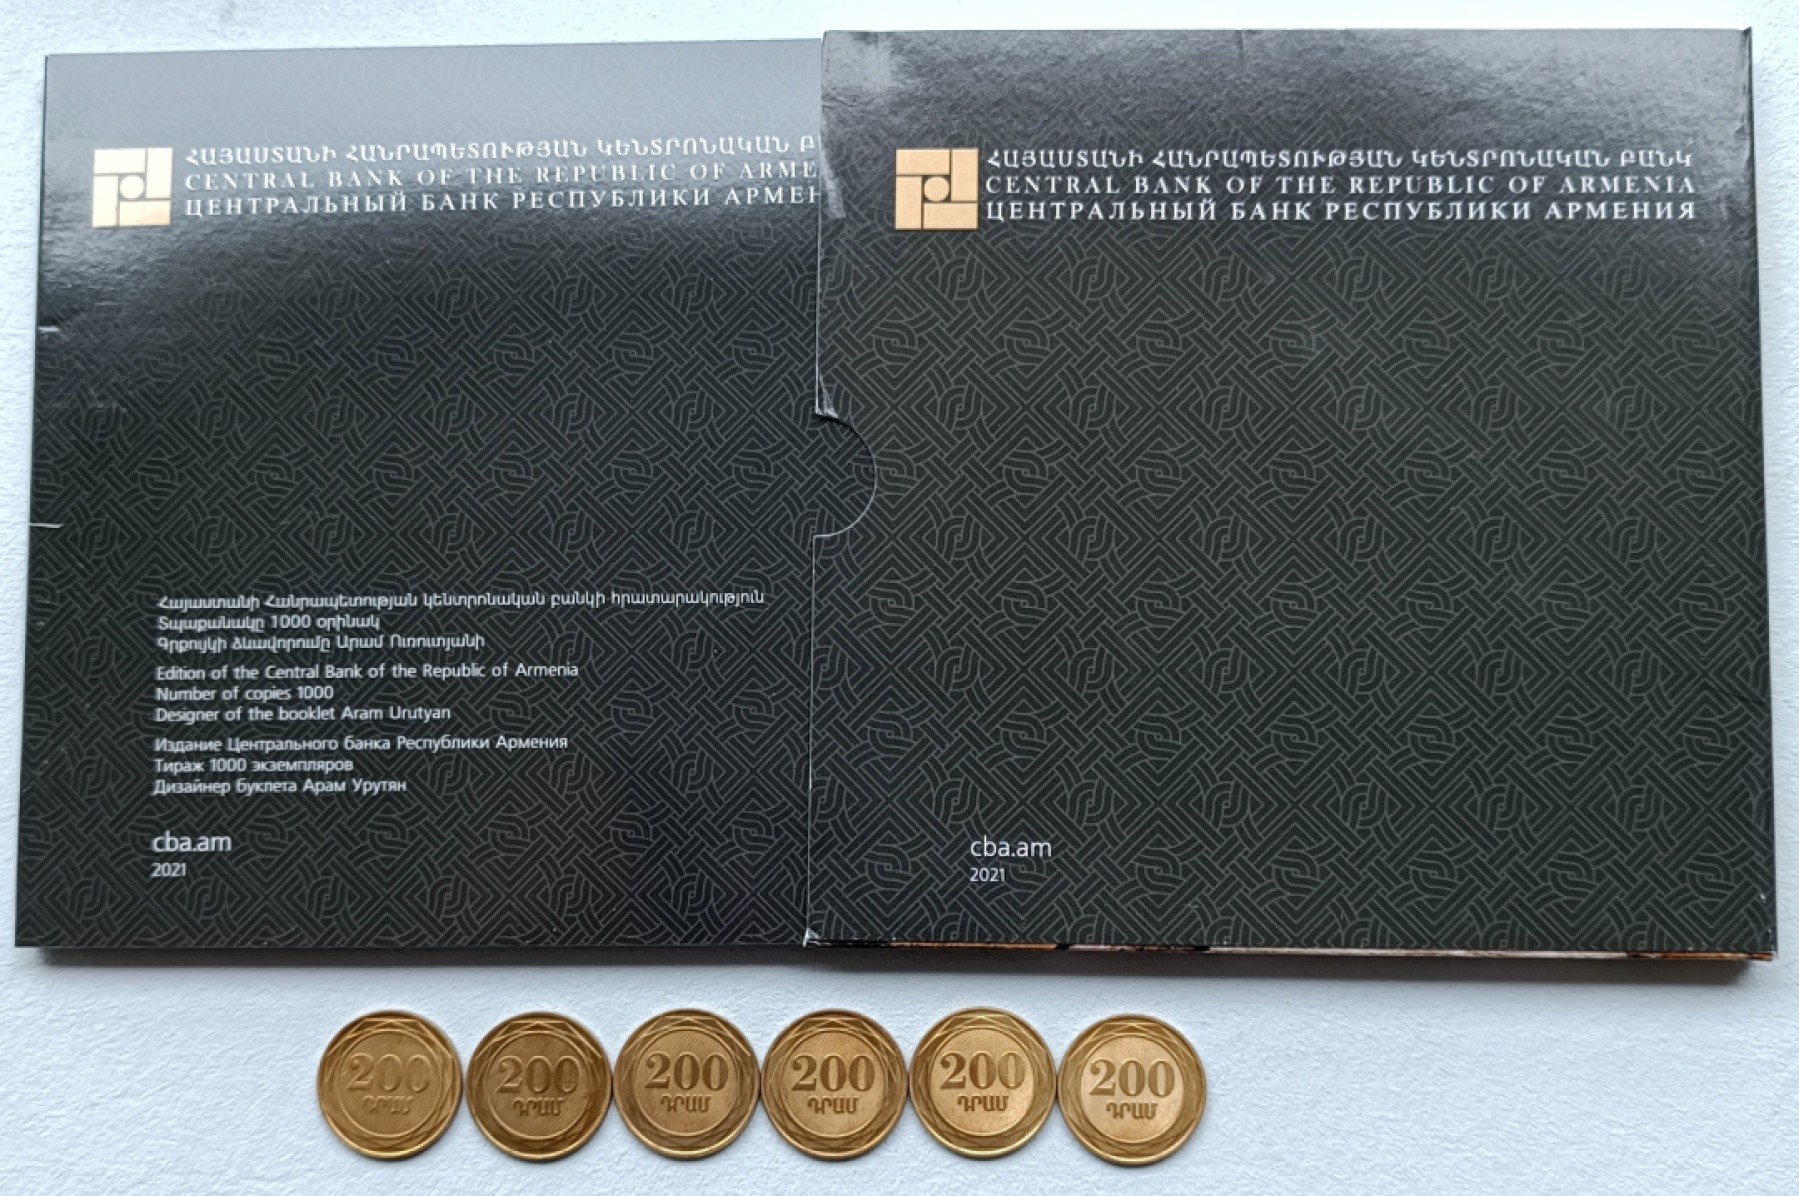 ՀԱՅԱՍՏԱՆԻ ՀԱՆՐԱՊԵՏՈՒԹՅԱՆ ԿԵՆՏՐՈՆԱԿԱՆ
CENTRAL BANK OF THE REPUBLIC OF ARME
ЦЕНТРАЛЬНЫЙ БАНК РЕСПУБЛИКИ АРМЕН
Հայաստանի Հանրապետության կենտրոնական բանկի հրատարակություն
Տպաքանակը 1000 օրինակ
Գրքույկի ձևավորումը Արամ Ուռուտյանի
Edition of the Central Bank of the Republic of Armenia
Number of copies 1000
Designer of the booklet Aram Urutyan
Издание Центрального банка Республики Армения
Тираж 1000 экземпляров
Дизайнер буклета Арам Урутян
cba.am
2021
ՀԱՅԱՍՏԱՆԻ ՀԱՆՐԱՊԵՏՈՒԹՅԱՆ ԿԵՆՏՐՈՆԱԿԱՆ ԲԱՆԿ
CENTRAL BANK OF THE REPUBLIC OF ARMENIA
ЦЕНТРАЛЬНЫЙ БАНК РЕСПУБЛИКИ АРМЕНИЯ
cba.am
2021
200
ԴՐԱՄ
200
ԴՐԱՄ
200
ԴՐԱՄ
200
ԴՐԱՄ
200
ԴՐԱՄ
200
ԴՐԱՄ